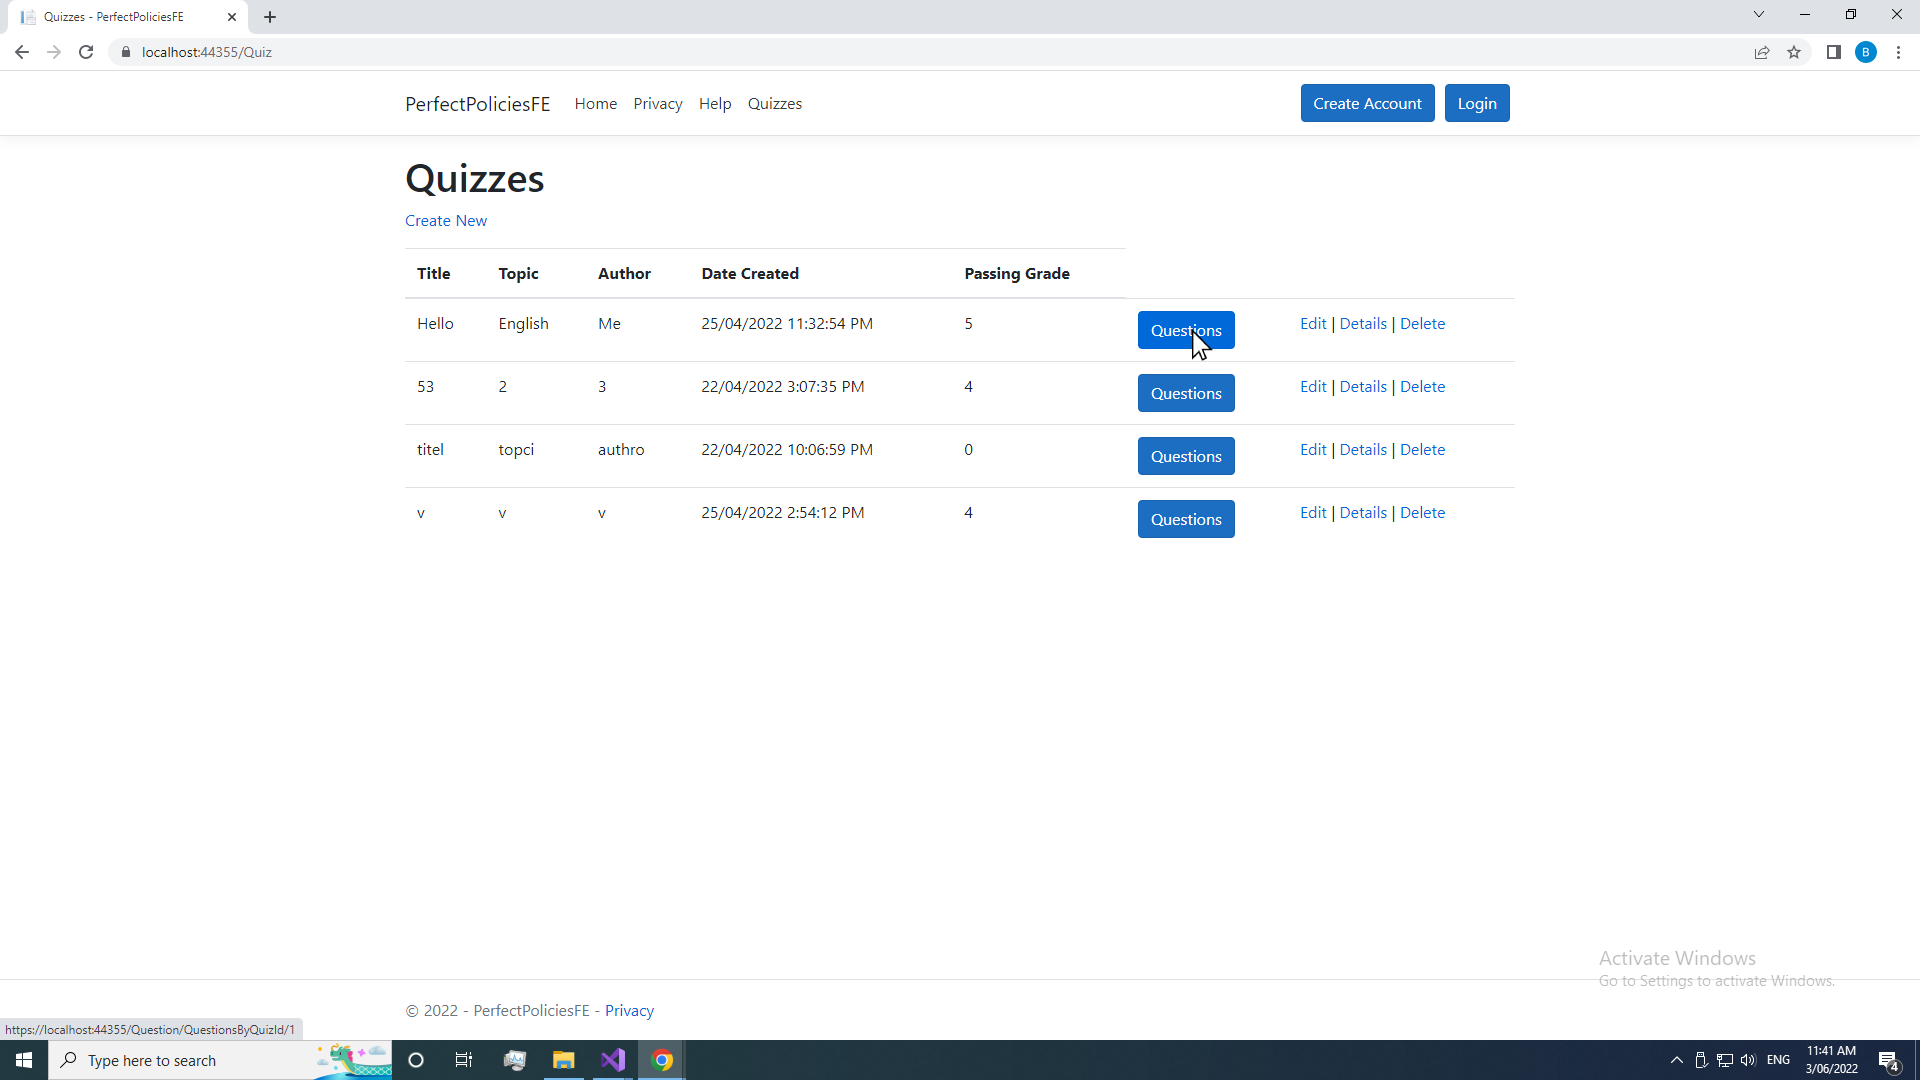 Quizzes - PerfectPoliciesFE
localhost:44355/Quiz
B
PerfectPoliciesFE Home Privacy Help Quizzes Create Account Login
Quizzes
Create New
Title Topic Author Date Created Passing Grade
Hello English Me 25/04/2022 11:32:54 PM 5 Questions Edit | Details | Delete
53 2 3 22/04/2022 3:07:35 PM 4 Questions Edit | Details | Delete
titel topci authro 22/04/2022 10:06:59 PM 0 Questions Edit | Details | Delete
v v v 25/04/2022 2:54:12 PM 4 Questions Edit | Details | Delete
Activate Windows
Go to Settings to activate Windows.
© 2022 - PerfectPoliciesFE - Privacy
https://localhost:44355/Question/QuestionsByQuizId/1
Type here to search
ENG
11:41 AM
3/06/2022
4